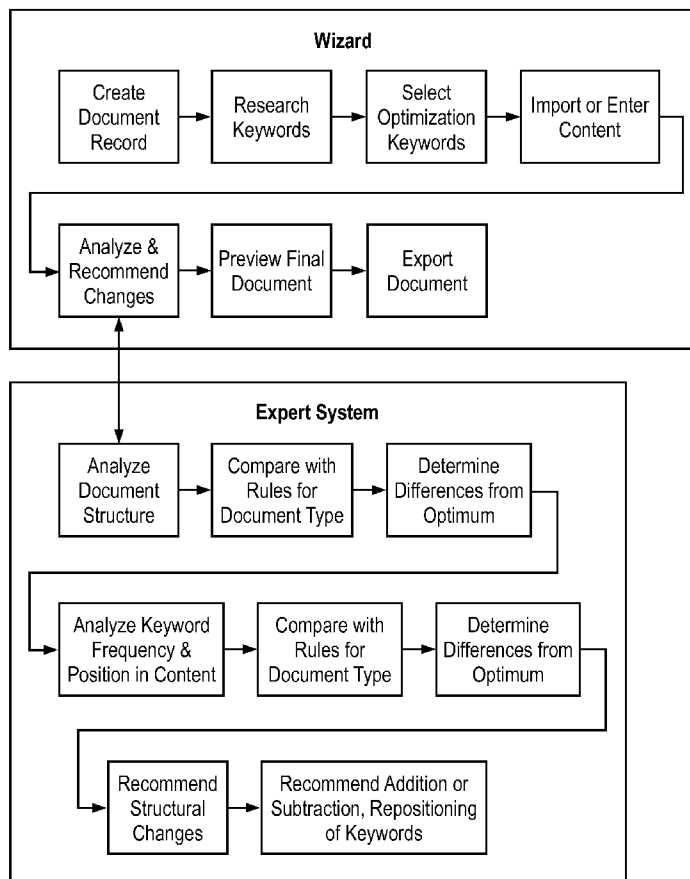 Wizard
Create
Document
Record
Research
Keywords
Select
Optimization
Keywords
Import or Enter
Content
Analyze &
Recommend
Changes
Preview Final
Document
Export
Document
Expert System
Analyze
Document
Structure
Compare with
Rules for
Document Type
Determine
Differences from
Optimum
Analyze Keyword
Frequency &
Position in Content
Compare with
Rules for
Document Type
Determine
Differences from
Optimum
Recommend
Structural
Changes
Recommend Addition or
Subtraction, Repositioning
of Keywords